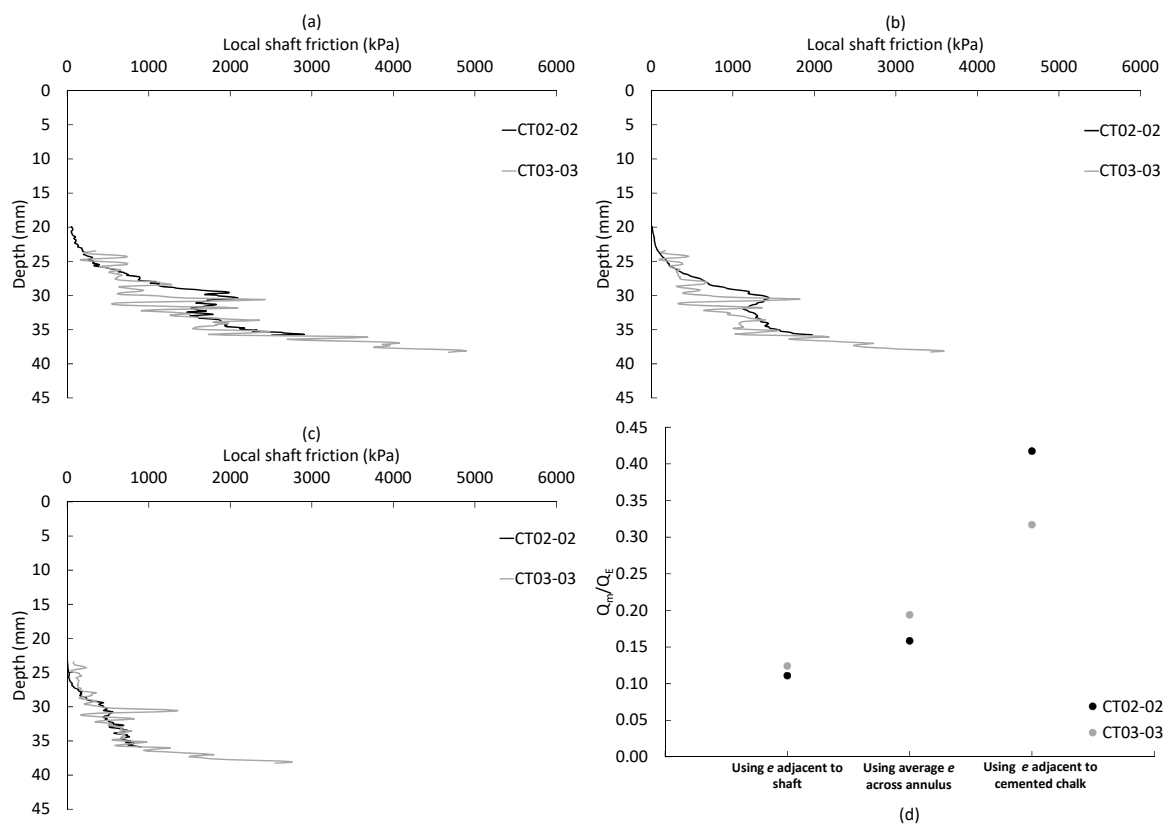 (a)
Local shaft friction (kPa)
0 1000 2000 3000 4000 5000 6000
0
5
10
15
20
25
30
35
40
45
Depth (mm)
CT02-02
CT03-03
(b)
Local shaft friction (kPa)
0 1000 2000 3000 4000 5000 6000
0
5
10
15
20
25
30
35
40
45
Depth (mm)
CT02-02
CT03-03
(c)
Local shaft friction (kPa)
0 1000 2000 3000 4000 5000 6000
0
5
10
15
20
25
30
35
40
45
Depth (mm)
CT02-02
CT03-03
0.45
0.40
0.35
0.30
0.25
0.20
0.15
0.10
0.05
0.00
Qm/QE
CT02-02
CT03-03
Using e adjacent to
shaft
Using average e
across annulus
Using e adjacent to
cemented chalk
(d)